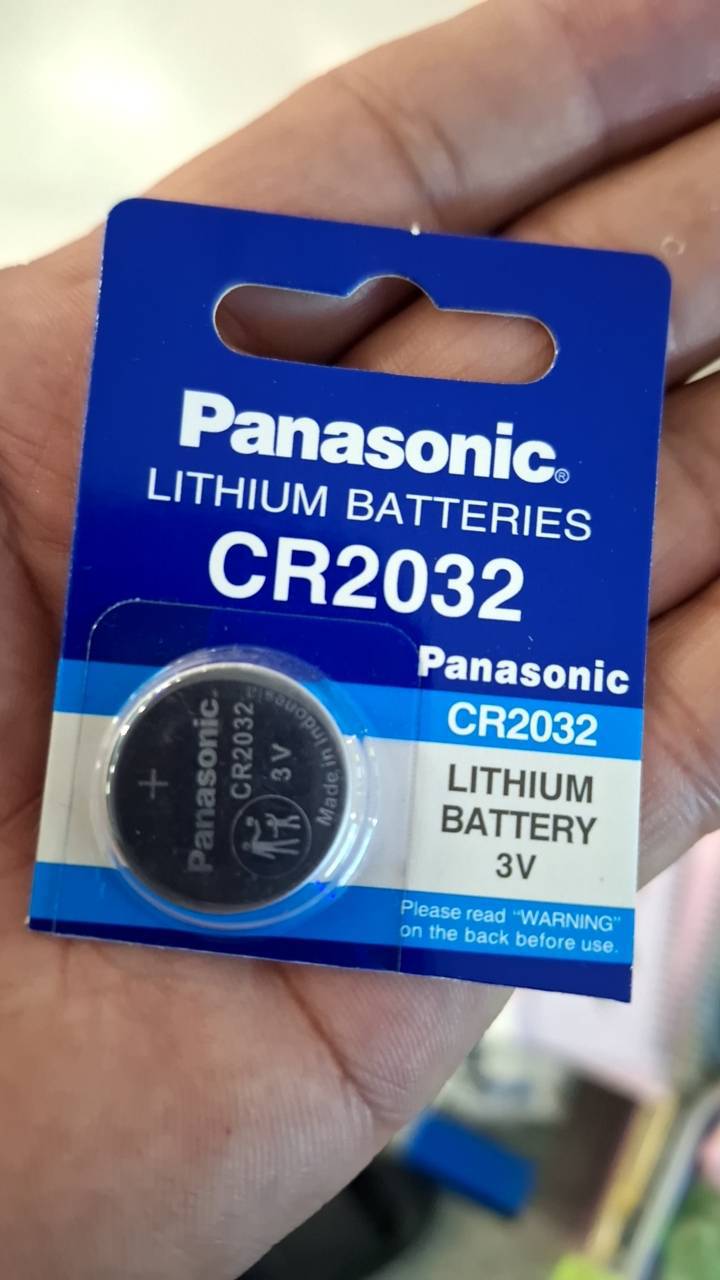 Panasonic®
LITHIUM BATTERIES
CR2032
Panasonic
CR2032
LITHIUM
BATTERY
3V
Please read "WARNING"
on the back before use.
+
Panasonic
CR2032
3V
Made in Indonesia